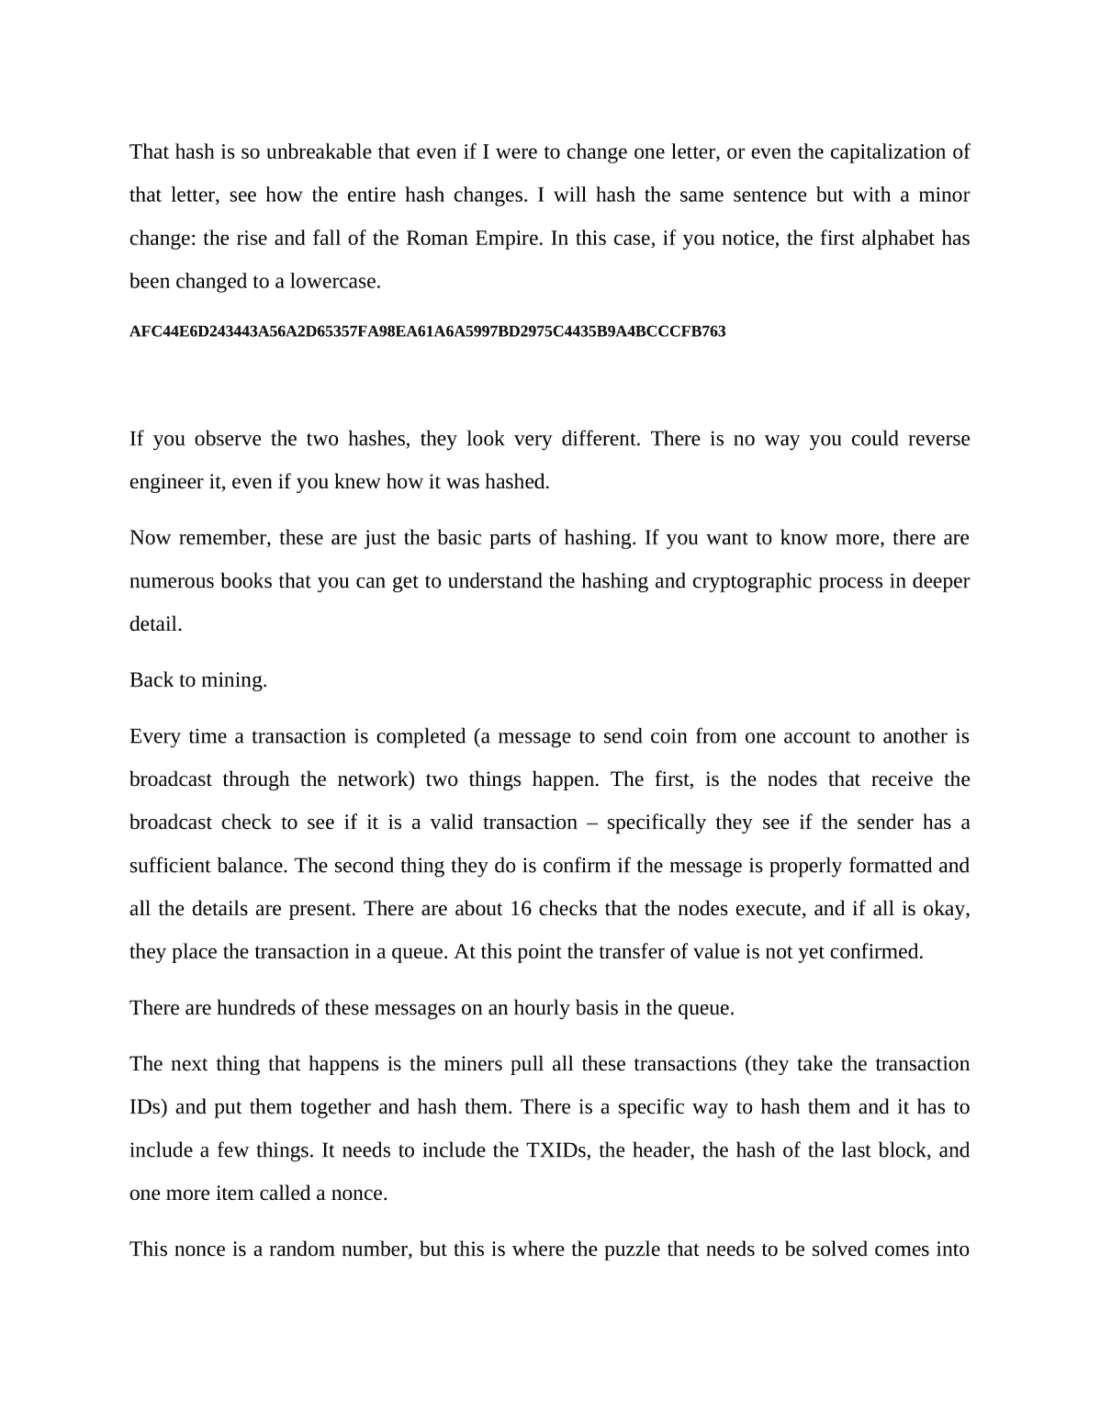 That hash is so unbreakable that even if I were to change one letter, or even the capitalization of
that letter, see how the entire hash changes. I will hash the same sentence but with a minor
change: the rise and fall of the Roman Empire. In this case, if you notice, the first alphabet has
been changed to a lowercase.
AFC44E6D243443A56A2D65357FA98EA61A6A5997BD2975C4435B9A4BCCCFB763
If you observe the two hashes, they look very different. There is no way you could reverse
engineer it, even if you knew how it was hashed.
Now remember, these are just the basic parts of hashing. If you want to know more, there are
numerous books that you can get to understand the hashing and cryptographic process in deeper
detail.
Back to mining.
Every time a transaction is completed (a message to send coin from one account to another is
broadcast through the network) two things happen. The first, is the nodes that receive the
broadcast check to see if it is a valid transaction – specifically they see if the sender has a
sufficient balance. The second thing they do is confirm if the message is properly formatted and
all the details are present. There are about 16 checks that the nodes execute, and if all is okay,
they place the transaction in a queue. At this point the transfer of value is not yet confirmed.
There are hundreds of these messages on an hourly basis in the queue.
The next thing that happens is the miners pull all these transactions (they take the transaction
IDs) and put them together and hash them. There is a specific way to hash them and it has to
include a few things. It needs to include the TXIDs, the header, the hash of the last block, and
one more item called a nonce.
This nonce is a random number, but this is where the puzzle that needs to be solved comes into